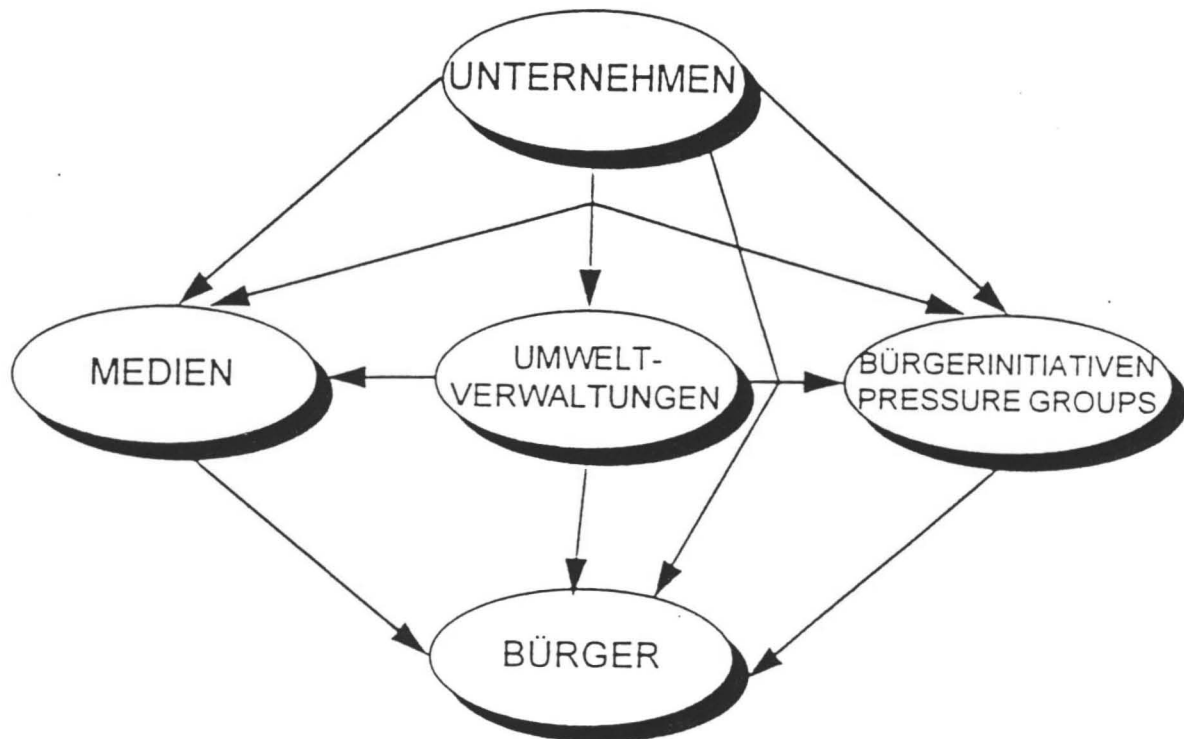 UNTERNEHMEN
MEDIEN
UMWELT-
VERWALTUNGEN
BÜRGERINITIATIVEN
PRESSURE GROUPS
BÜRGER